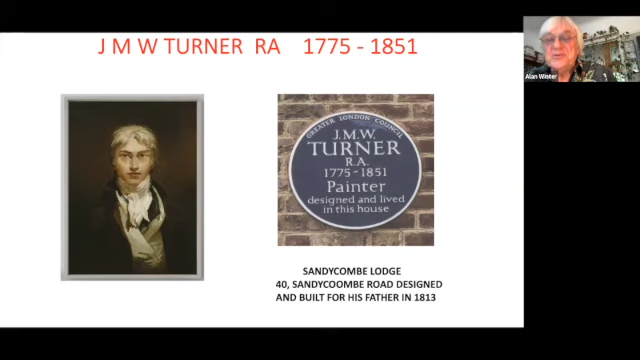 J M W TURNER RA 1775 - 1851
Alan Winter
GREATER LONDON COUNCIL
J.M.W.
TURNER
R.A.
1775-1851
Painter
designed and lived
in this house
SANDYCOMBE LODGE
40, SANDYCOOMBE ROAD DESIGNED
AND BUILT FOR HIS FATHER IN 1813